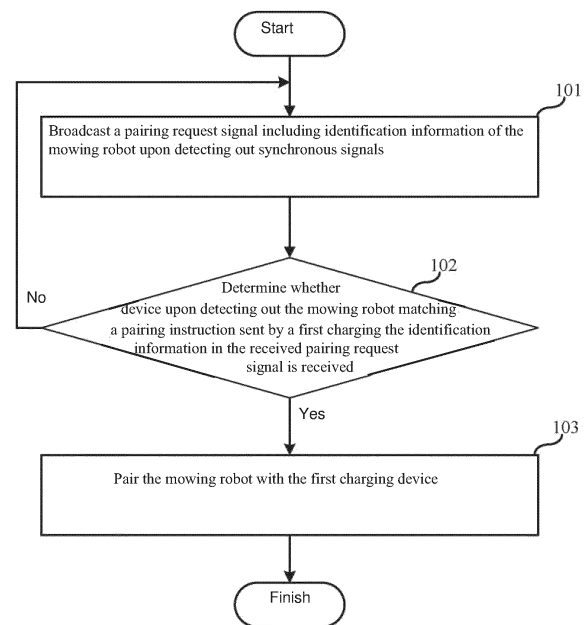 Start
101
Broadcast a pairing request signal including identification information of the
mowing robot upon detecting out synchronous signals
102
No
Determine whether
device upon detecting out the mowing robot matching
a pairing instruction sent by a first charging the identification
information in the received pairing request
signal is received
Yes
103
Pair the mowing robot with the first charging device
Finish